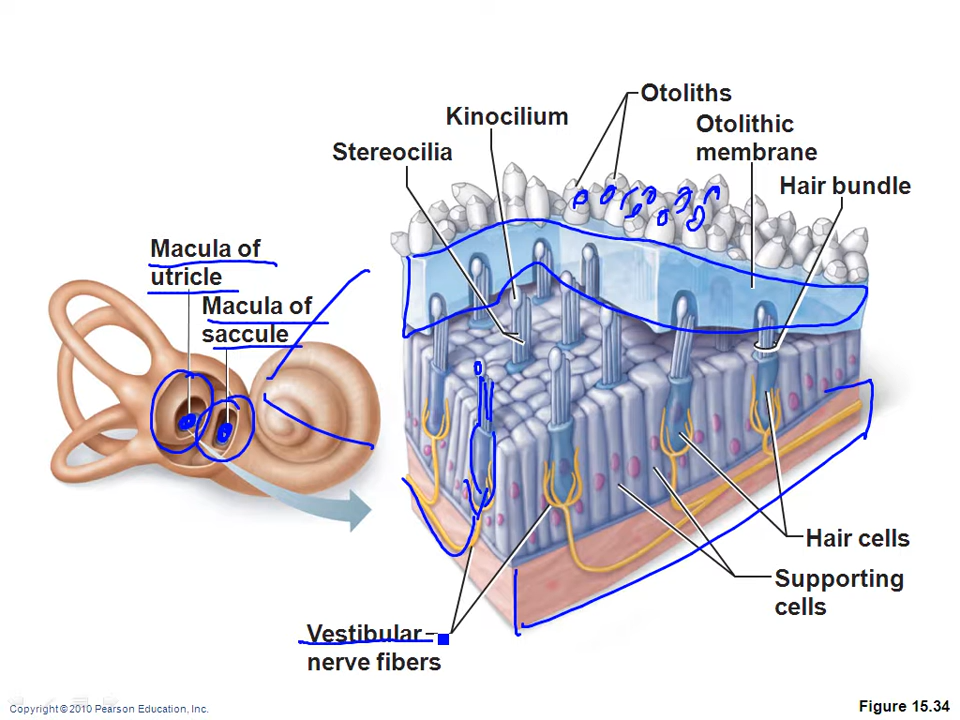 Otoliths
Kinocilium
Otolithic
membrane
Stereocilia
Hair bundle
Macula of
utricle
Macula of
saccule
Hair cells
Supporting
cells
Vestibular
nerve fibers
Copyright © 2010 Pearson Education, Inc.
Figure 15.34